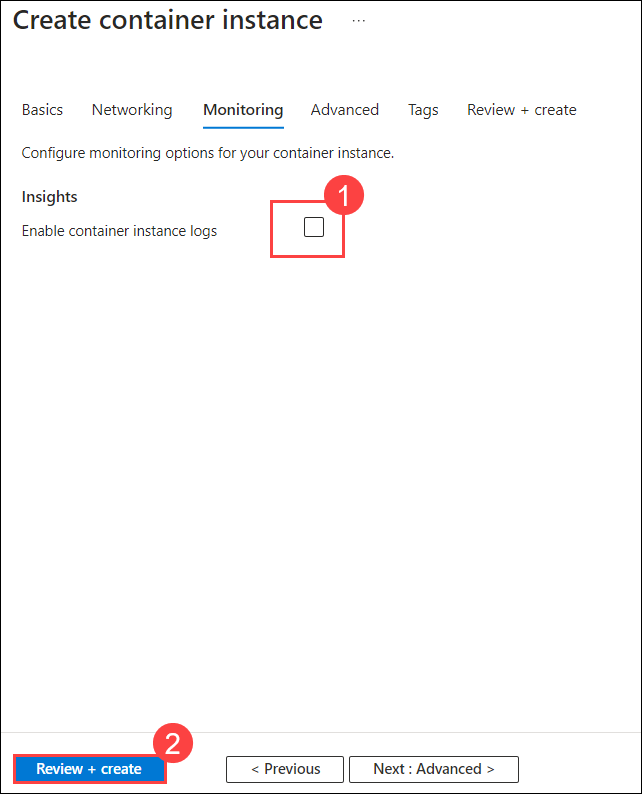 Create container instance ...
Basics Networking Monitoring Advanced Tags Review + create
Configure monitoring options for your container instance.
Insights
1
Enable container instance logs
2
Review + create < Previous Next : Advanced >